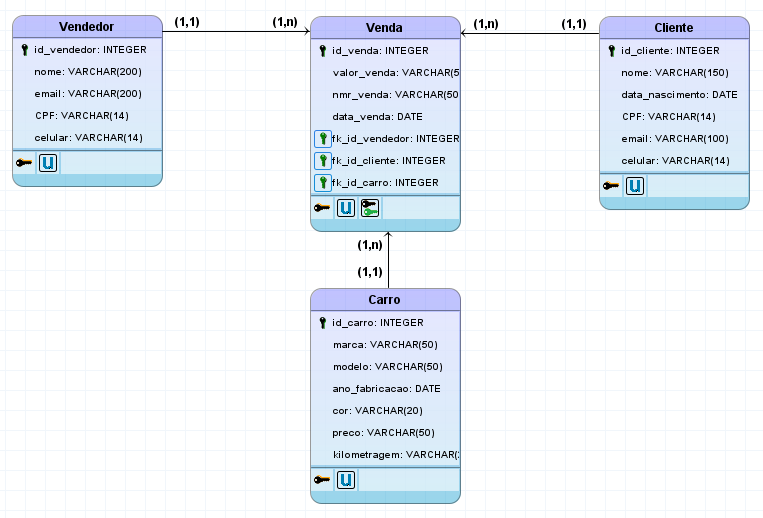 Vendedor
id_vendedor: INTEGER
nome: VARCHAR(200)
email: VARCHAR(200)
CPF: VARCHAR(14)
celular: VARCHAR(14)
U
(1,1)
(1,n)
Venda
id_venda: INTEGER
valor_venda: VARCHAR(5
nmr_venda: VARCHAR(50
data_venda: DATE
fk_id_vendedor: INTEGER
fk_id_cliente: INTEGER
fk_id_carro: INTEGER
U
(1,n)
(1,1)
Cliente
id_cliente: INTEGER
nome: VARCHAR(150)
data_nascimento: DATE
CPF: VARCHAR(14)
email: VARCHAR(100)
celular: VARCHAR(14)
U
(1,n)
(1,1)
Carro
id_carro: INTEGER
marca: VARCHAR(50)
modelo: VARCHAR(50)
ano_fabricacao: DATE
cor: VARCHAR(20)
preco: VARCHAR(50)
kilometragem: VARCHAR(
U